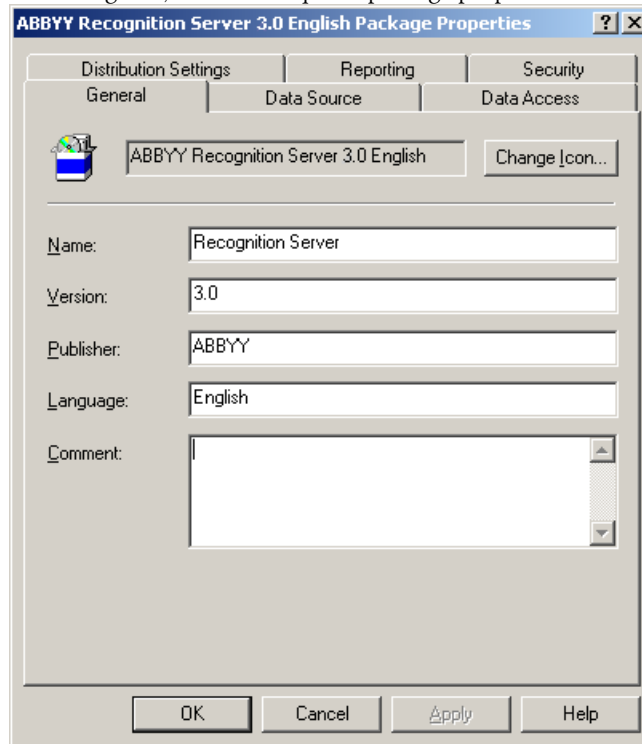 ABBYY Recognition Server 3.0 English Package Properties
Distribution Settings Reporting Security
General Data Source Data Access
ABBYY Recognition Server 3.0 English Change Icon...
Name: Recognition Server
Version: 3.0
Publisher: ABBYY
Language: English
Comment:
OK Cancel Apply Help